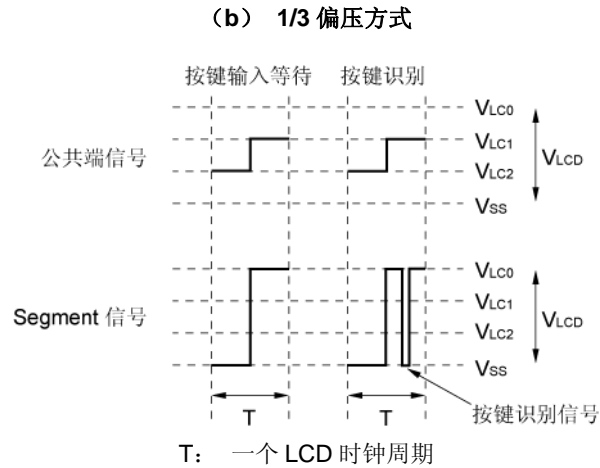 （b） 1/3 偏压方式
按键输入等待 按键识别
VLC0
公共端信号
VLC1
VLCD
VLC2
VSS
VLC0
VLC1
Segment 信号
VLCD
VLC2
VSS
T T
按键识别信号
T： 一个 LCD 时钟周期